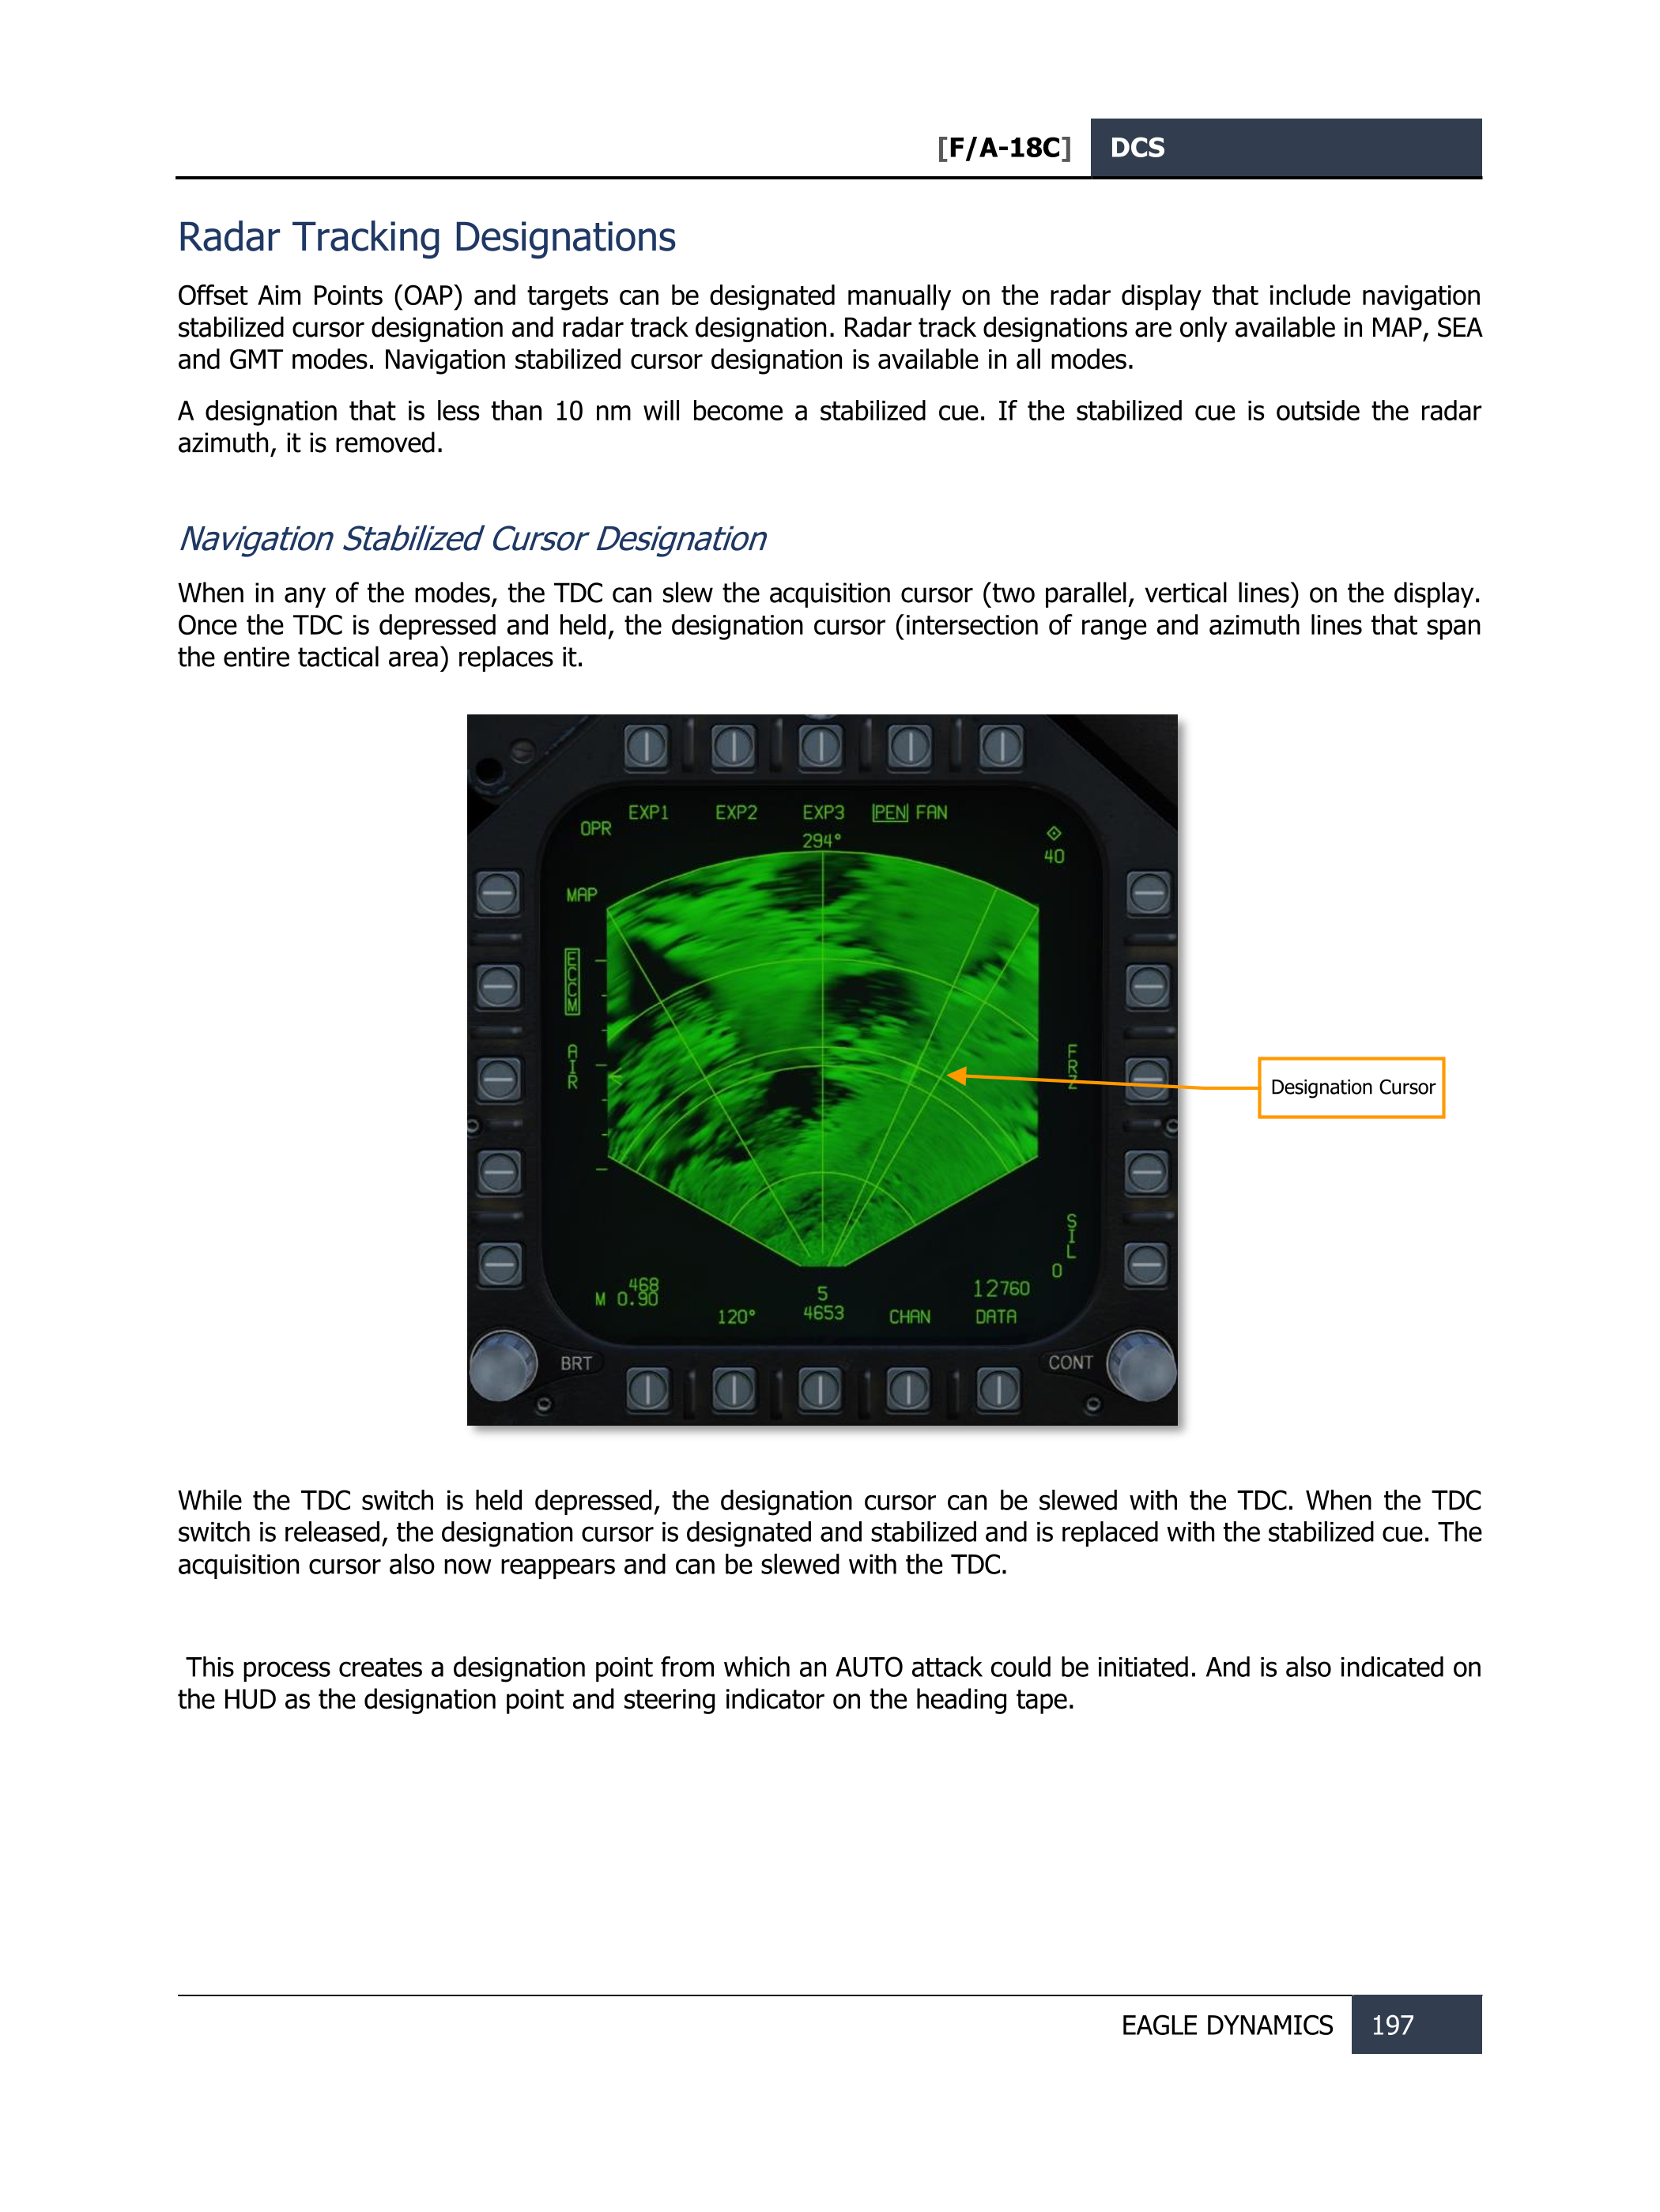 [F/A-18C] DCS
Radar Tracking Designations
Offset Aim Points (OAP) and targets can be designated manually on the radar display that include navigation
stabilized cursor designation and radar track designation. Radar track designations are only available in MAP, SEA
and GMT modes. Navigation stabilized cursor designation is available in all modes.
A designation that is less than 10 nm will become a stabilized cue. If the stabilized cue is outside the radar
azimuth, it is removed.
Navigation Stabilized Cursor Designation
When in any of the modes, the TDC can slew the acquisition cursor (two parallel, vertical lines) on the display.
Once the TDC is depressed and held, the designation cursor (intersection of range and azimuth lines that span
the entire tactical area) replaces it.
EXP1 EXP2 EXP3 PEN FAN
OPR
294°
40
MAP
ECCM
AIR
FRZ
Designation Cursor
SIL
0
468
M 0.90
5
12760
120°
4653
CHAN
DATA
BRT
CONT
While the TDC switch is held depressed, the designation cursor can be slewed with the TDC. When the TDC
switch is released, the designation cursor is designated and stabilized and is replaced with the stabilized cue. The
acquisition cursor also now reappears and can be slewed with the TDC.
This process creates a designation point from which an AUTO attack could be initiated. And is also indicated on
the HUD as the designation point and steering indicator on the heading tape.
EAGLE DYNAMICS 197